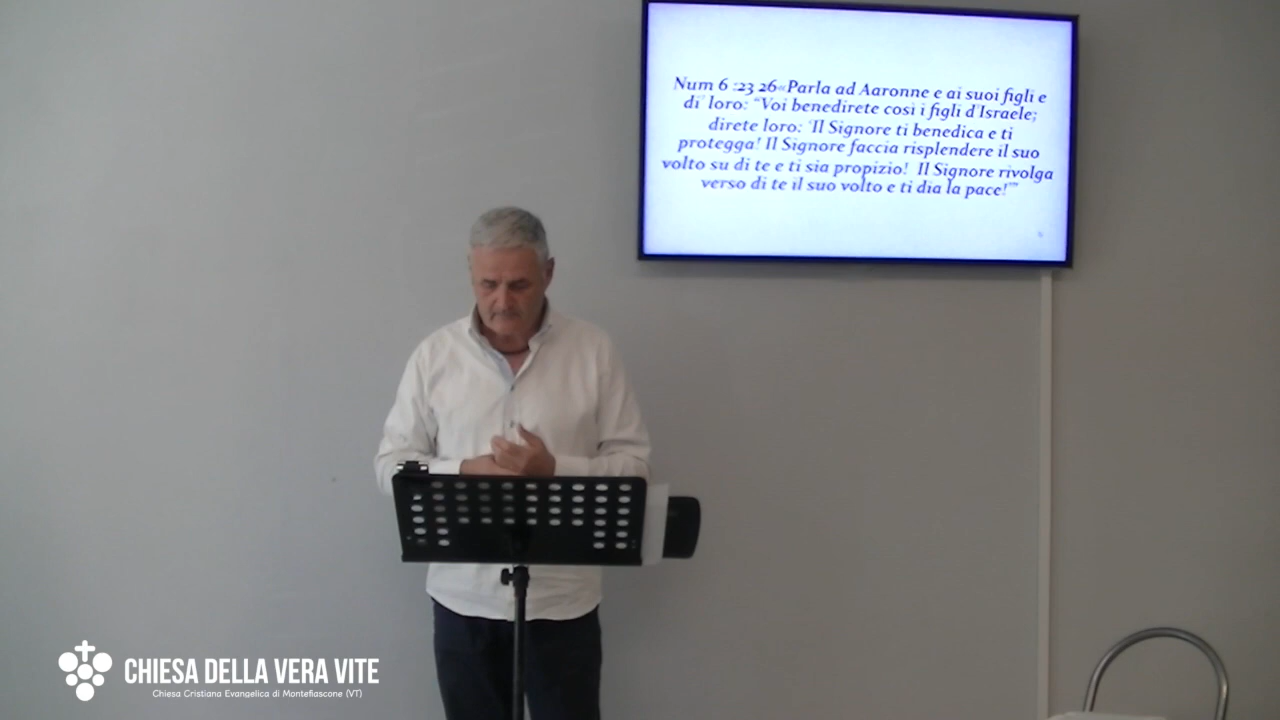 Num 6 :23 26«Parla ad Aaronne e ai suoi figli e
di' loro: "Voi benedirete così i figli d'Israele;
direte loro: 'Il Signore ti benedica e ti
protegga! Il Signore faccia risplendere il suo
volto su di te e ti sia propizio! Il Signore rivolga
verso di te il suo volto e ti dia la pace!'"
CHIESA DELLA VERA VITE
Chiesa Cristiana Evangelica di Montefiascone (VT)